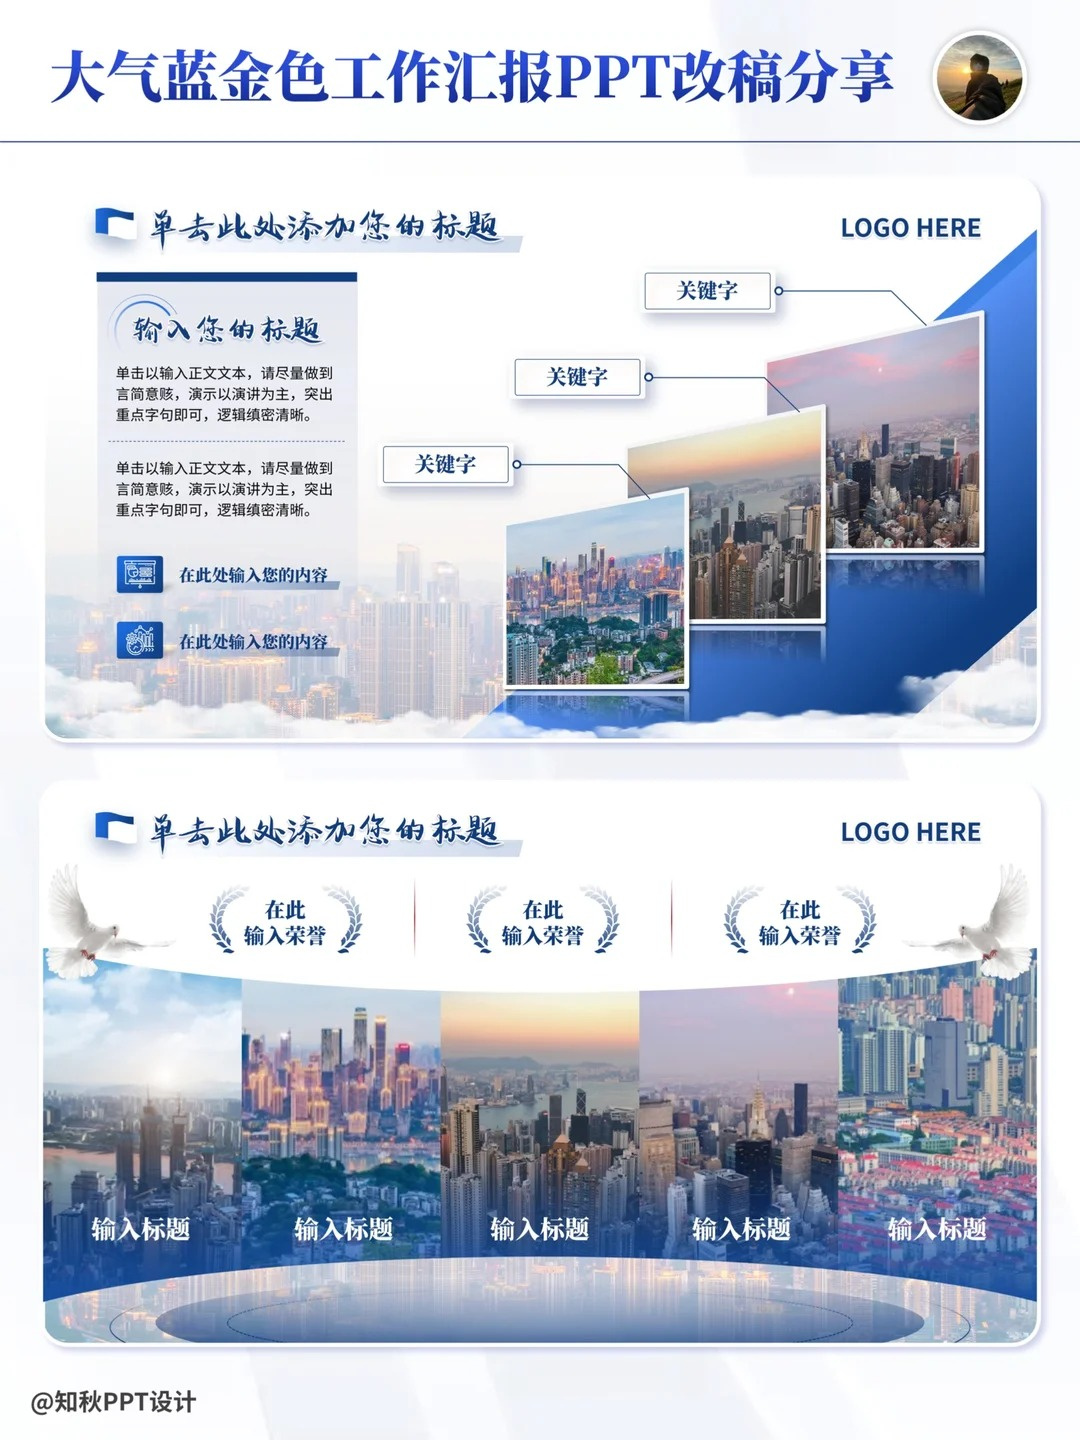 大气蓝金色工作汇报PPT改稿分享
单击此处添加您的标题
LOGO HERE
输入您的标题
单击以输入正文文本，请尽量做到
言简意赅，演示以演讲为主，突出
重点字句即可，逻辑缜密清晰。
单击以输入正文文本，请尽量做到
言简意赅，演示以演讲为主，突出
重点字句即可，逻辑缜密清晰。
在此处输入您的内容
在此处输入您的内容
关键字
关键字
关键字
单击此处添加您的标题
LOGO HERE
在此
输入荣誉
在此
输入荣誉
在此
输入荣誉
输入标题
输入标题
输入标题
输入标题
输入标题
@知秋PPT设计